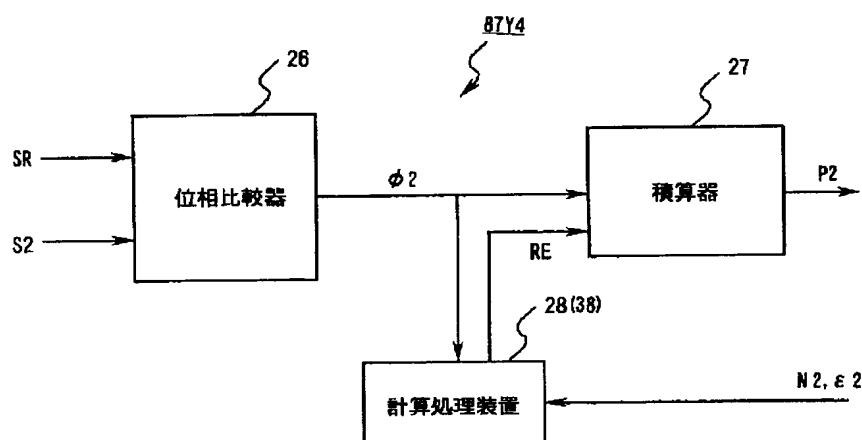 87Y4
26
27
SR
S2
位相比較器
φ2
積算器
P2
RE
28(38)
計算処理装置
N2, ε2